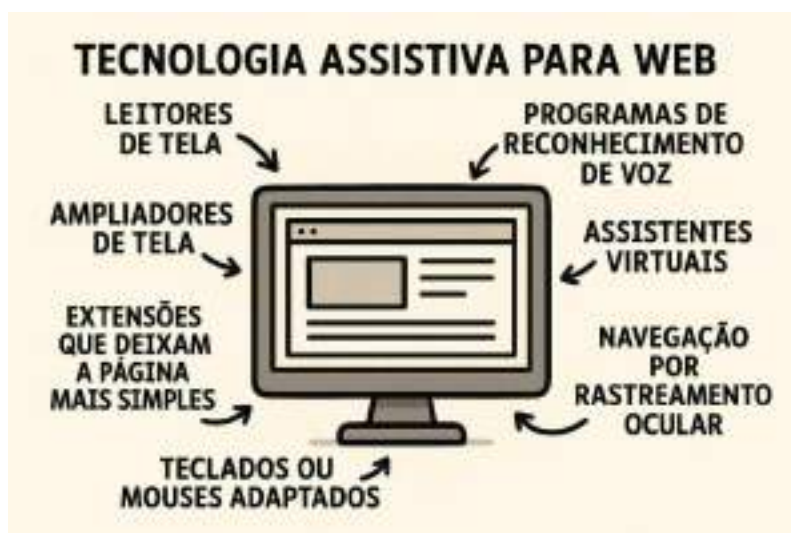 TECNOLOGIA ASSISTIVA PARA WEB
LEITORES
DE TELA
PROGRAMAS DE
RECONHECIMENTO
DE VOZ
AMPLIADORES
DE TELA
ASSISTENTES
VIRTUAIS
EXTENSÕES
QUE DEIXAM
A PÁGINA
MAIS SIMPLES
NAVEGAÇÃO
POR
RASTREAMENTO
OCULAR
TECLADOS OU
MOUSES ADAPTADOS